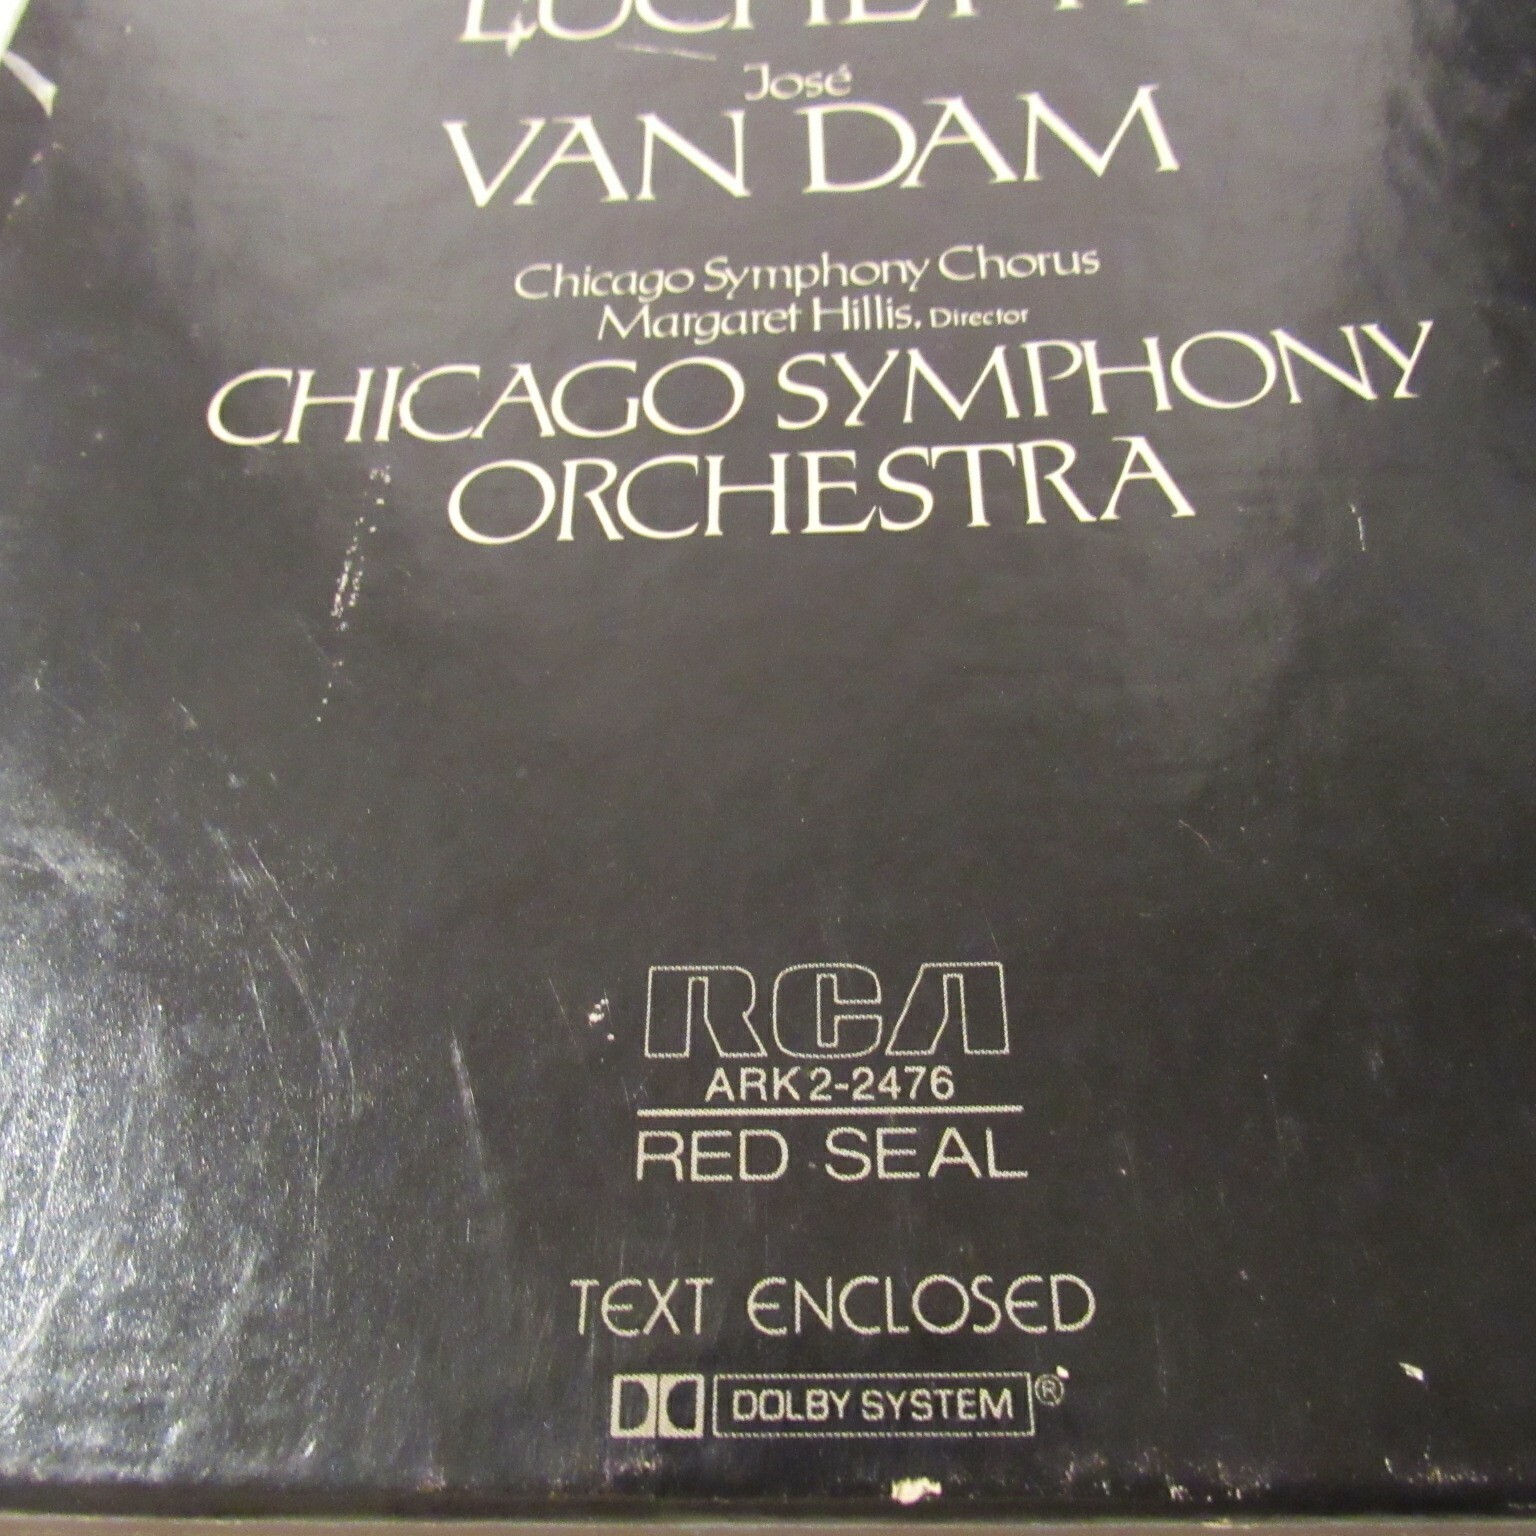 LUCHETTI
José
VAN DAM
Chicago Symphony Chorus
Margaret Hillis, Director
CHICAGO SYMPHONY
ORCHESTRA
RCA
ARK2-2476
RED SEAL
TEXT ENCLOSED
DOLBY SYSTEM®